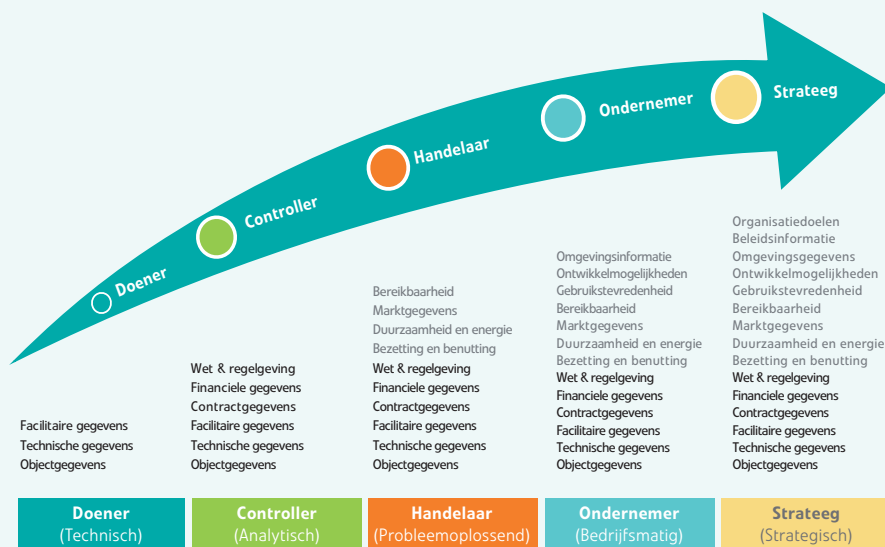 Doener
Controller
Handelaar
Ondernemer
Strateeg
Facilitaire gegevens
Technische gegevens
Objectgegevens
Wet & regelgeving
Financiele gegevens
Contractgegevens
Facilitaire gegevens
Technische gegevens
Objectgegevens
Bereikbaarheid
Marktgegevens
Duurzaamheid en energie
Bezetting en benutting
Wet & regelgeving
Financiele gegevens
Contractgegevens
Facilitaire gegevens
Technische gegevens
Objectgegevens
Omgevingsinformatie
Ontwikkelmogelijkheden
Gebruikstevredenheid
Bereikbaarheid
Marktgegevens
Duurzaamheid en energie
Bezetting en benutting
Wet & regelgeving
Financiele gegevens
Contractgegevens
Facilitaire gegevens
Technische gegevens
Objectgegevens
Organisatiedoelen
Beleidsinformatie
Omgevingsgegevens
Ontwikkelmogelijkheden
Gebruikstevredenheid
Bereikbaarheid
Marktgegevens
Duurzaamheid en energie
Bezetting en benutting
Wet & regelgeving
Financiele gegevens
Contractgegevens
Facilitaire gegevens
Technische gegevens
Objectgegevens
Doener
(Technisch)
Controller
(Analytisch)
Handelaar
(Probleemoplossend)
Ondernemer
(Bedrijfsmatig)
Strateeg
(Strategisch)